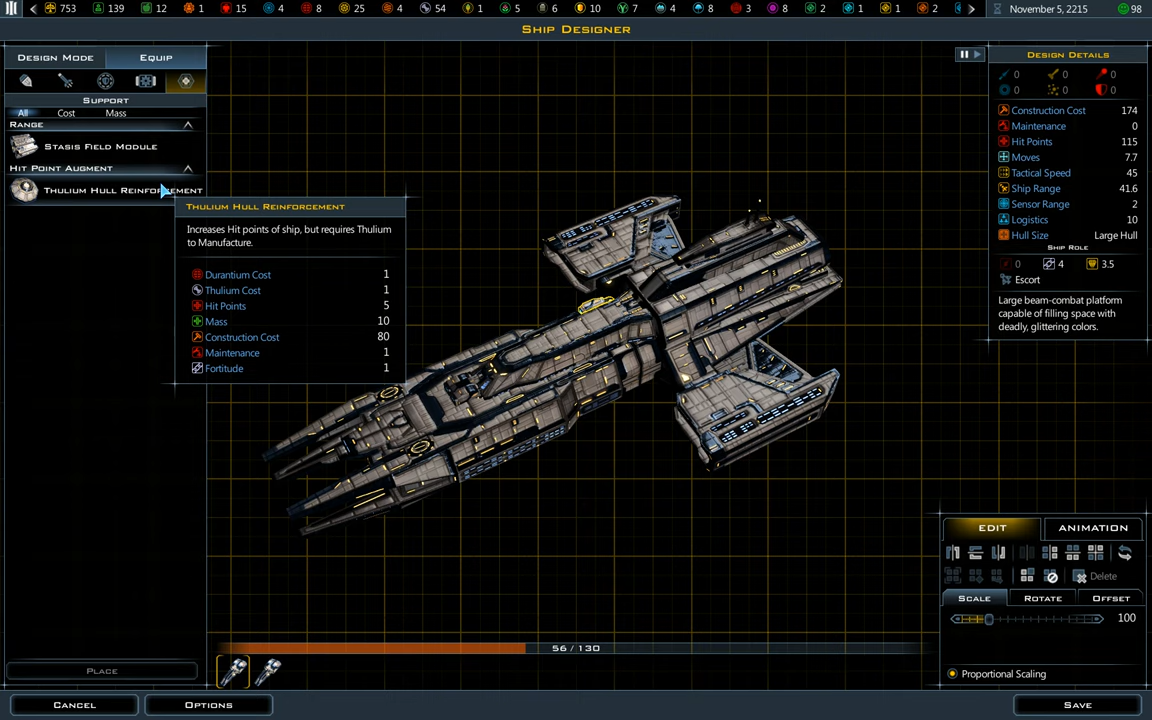 753 139 12 1 15 4 8 25 4 54 1 5 6 10 7 4 8 3 8 2 1 1 2 November 5, 2215 98
Ship Designer
Design Mode Equip
Support
All Cost Mass
Range
Stasis Field Module
Hit Point Augment
Thulium Hull Reinforcement
Thulium Hull Reinforcement
Increases Hit points of ship, but requires Thulium
to Manufacture.
Durantium Cost 1
Thulium Cost 1
Hit Points 5
Mass 10
Construction Cost 80
Maintenance 1
Fortitude 1
Design Details
0 0 0
0 0 0
Construction Cost 174
Maintenance 0
Hit Points 115
Moves 7.7
Tactical Speed 45
Ship Range 41.6
Sensor Range 2
Logistics 10
Hull Size Large Hull
Ship Role
0 4 3.5
Escort
Large beam-combat platform
capable of filling space with
deadly, glittering colors.
Edit Animation
Delete
Scale Rotate Offset
100
Proportional Scaling
56 / 130
Place
Cancel Options Save